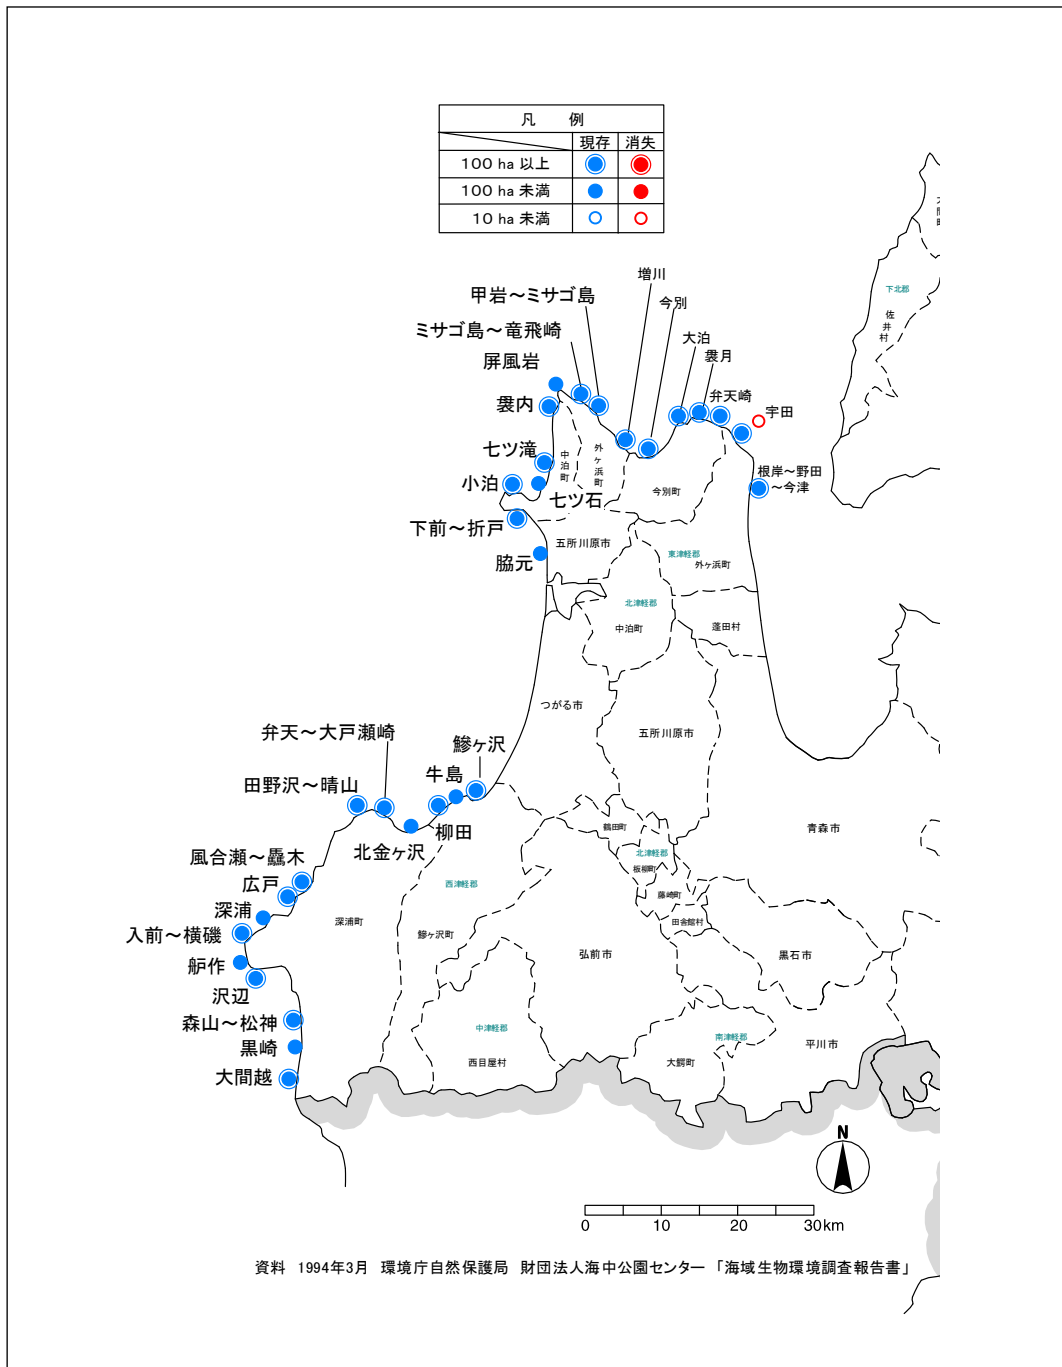 凡 例
現存 消失
100 ha 以上
100 ha 未満
10 ha 未満
大間町
下北郡
佐井村
増川
甲岩～ミサゴ島
今別
ミサゴ島～竜飛崎
大泊
袰月
屏風岩
弁天崎
宇田
袰内
七ツ滝
中泊町
外ヶ浜町
根岸～野田
～今津
小泊
七ツ石
今別町
下前～折戸
五所川原市
脇元
東津軽郡
外ヶ浜町
北津軽郡
中泊町
蓬田村
つがる市
弁天～大戸瀬崎
五所川原市
鰺ヶ沢
牛島
田野沢～晴山
柳田
鶴田町
青森市
北金ヶ沢
北津軽郡
風合瀬～驫木
板柳町
広戸
西津軽郡
藤崎町
深浦
深浦町
田舎館村
入前～横磯
鰺ヶ沢町
弘前市
黒石市
舮作
沢辺
森山～松神
中津軽郡
南津軽郡
黒崎
平川市
西目屋村
大鰐町
大間越
N
0 10 20 30km
資料 1994年3月 環境庁自然保護局 財団法人海中公園センター 「海域生物環境調査報告書」